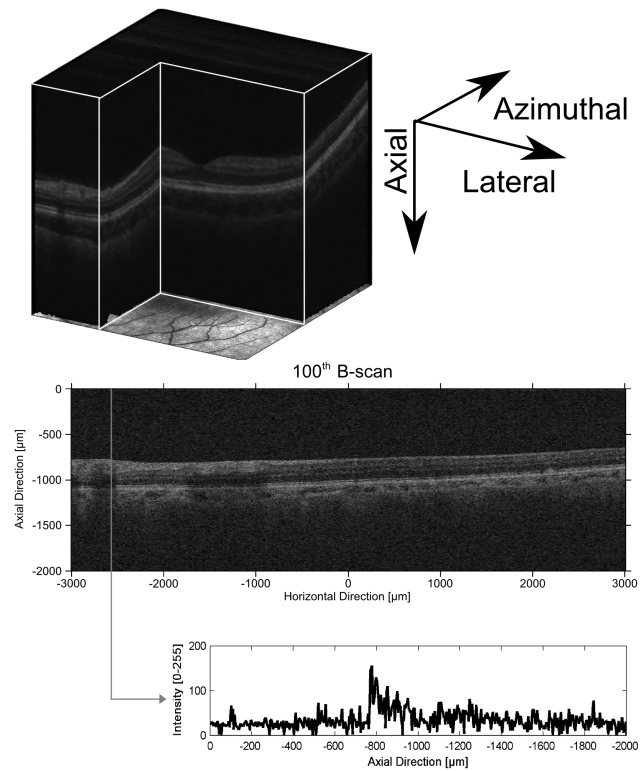 Axial
Azimuthal
Lateral
100th B-scan
0
-500
-1000
-1500
-2000
Axial Direction [µm]
-3000 -2000 -1000 0 1000 2000 3000
Horizontal Direction [µm]
200
100
0
Intensity [0-255]
0 -200 -400 -600 -800 -1000 -1200 -1400 -1600 -1800 -2000
Axial Direction [µm]